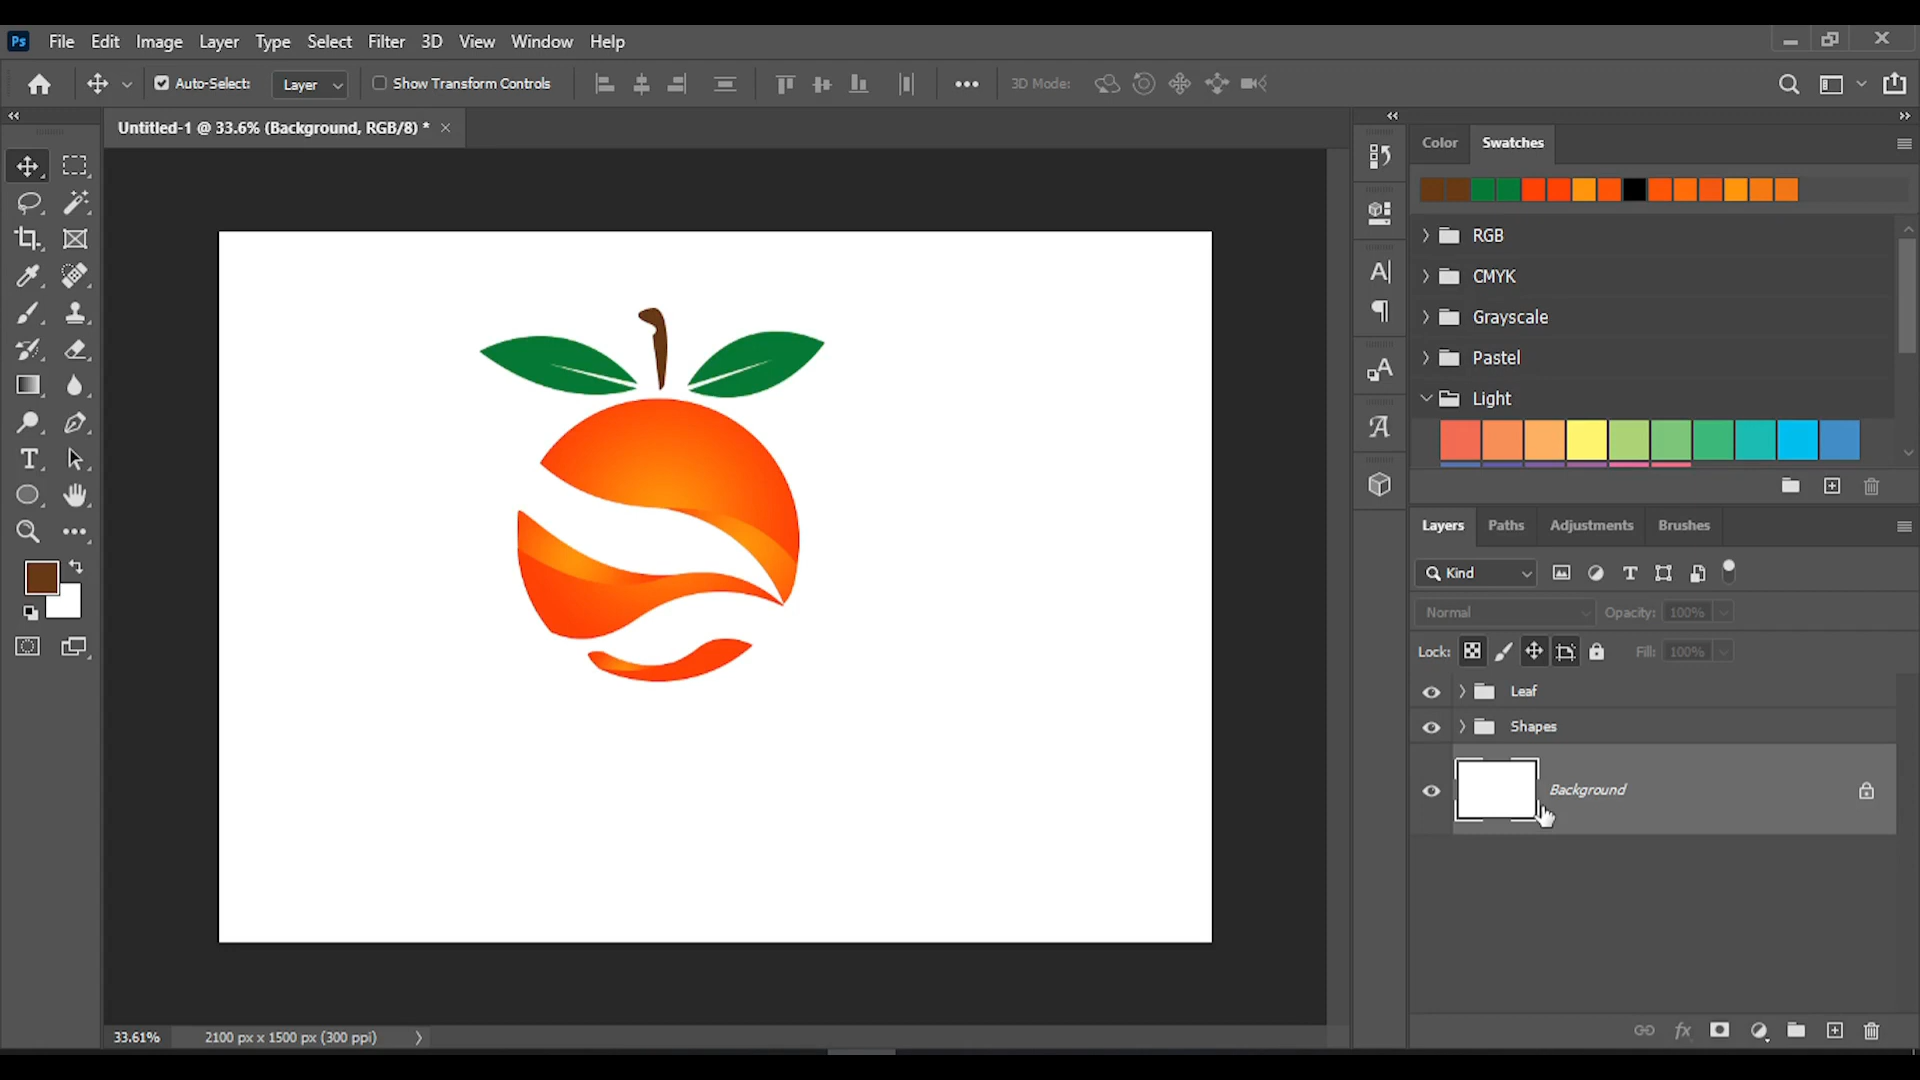 Ps File Edit Image Layer Type Select Filter 3D View Window Help
Auto-Select: Layer Show Transform Controls 3D Mode:
Untitled-1 @ 33.6% (Background, RGB/8) *
Color Swatches
RGB
CMYK
Grayscale
Pastel
Light
Layers Paths Adjustments Brushes
Kind
Normal Opacity: 100%
Lock: Fill: 100%
Leaf
Shapes
Background
fx
33.61% 2100 px x 1500 px (300 ppi)